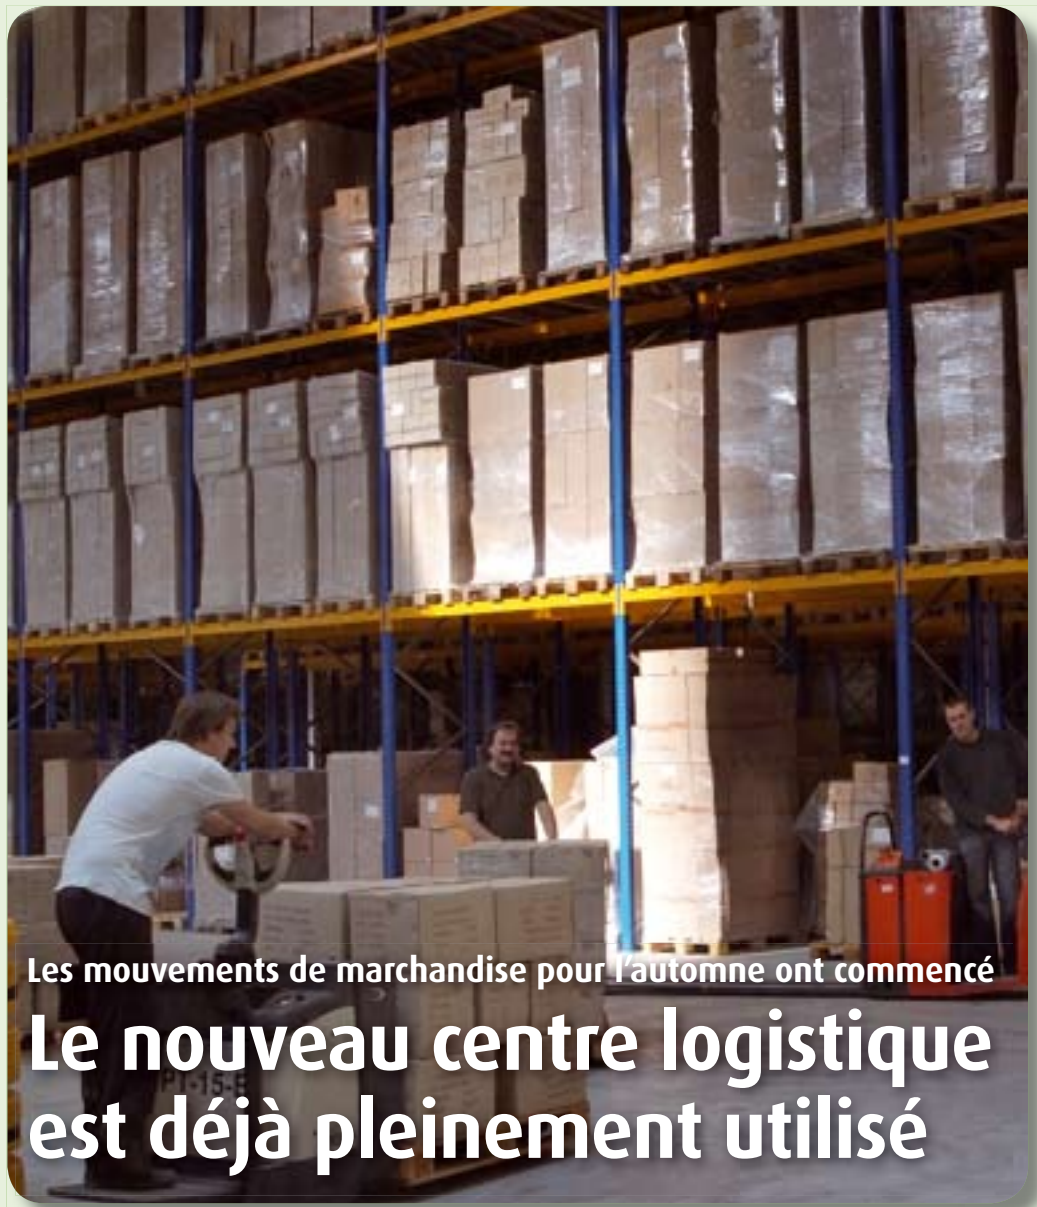 Les mouvements de marchandise pour l'automne ont commencé
Le nouveau centre logistique
est déjà pleinement utilisé